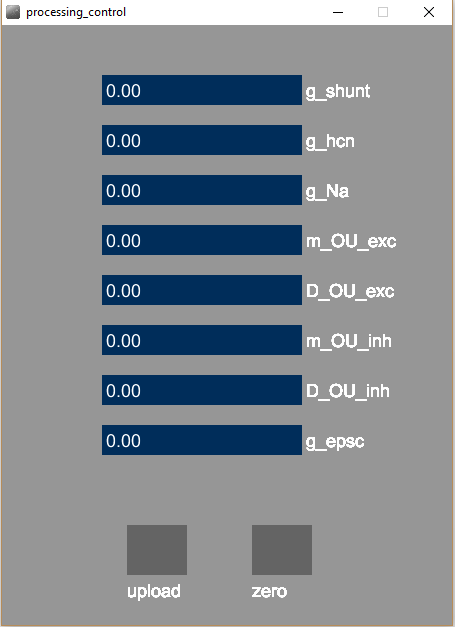 processing_control
0.00 g_shunt
0.00 g_hcn
0.00 g_Na
0.00 m_OU_exc
0.00 D_OU_exc
0.00 m_OU_inh
0.00 D_OU_inh
0.00 g_epsc
upload zero